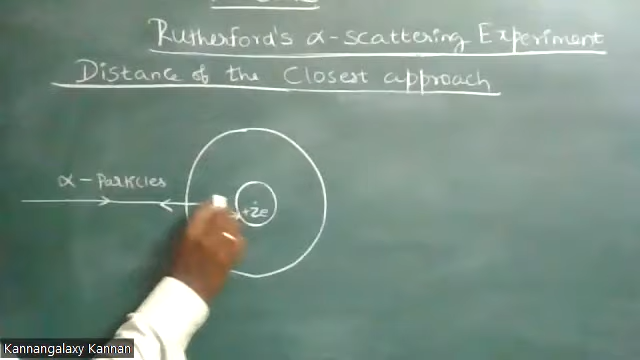 Rutherford's α-scattering Experiment
Distance of the Closest approach
α-Particles
+Ze
Kannangalaxy Kannan